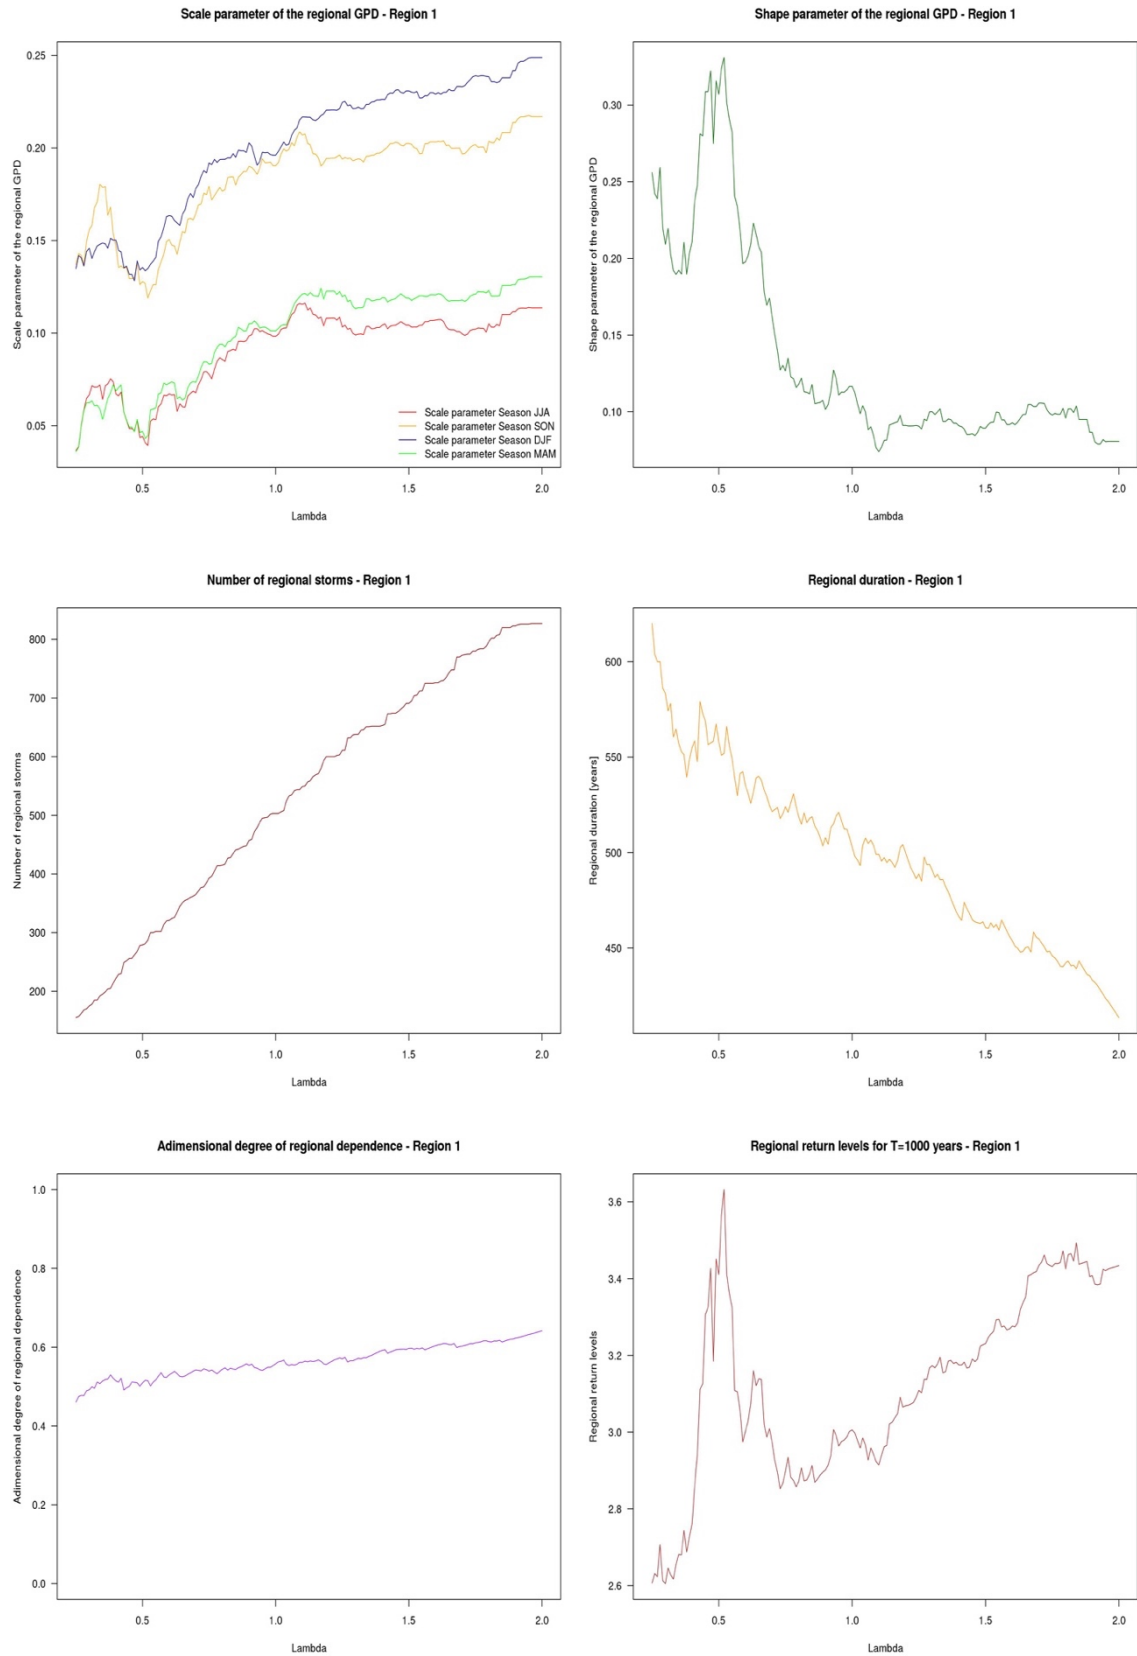 Scale parameter of the regional GPD - Region 1
Scale parameter of the regional GPD
0.25
0.20
0.15
0.10
0.05
Scale parameter Season JJA
Scale parameter Season SON
Scale parameter Season DJF
Scale parameter Season MAM
0.5
1.0
1.5
2.0
Lambda
Shape parameter of the regional GPD - Region 1
Shape parameter of the regional GPD
0.30
0.25
0.20
0.15
0.10
0.5
1.0
1.5
2.0
Lambda
Number of regional storms - Region 1
Number of regional storms
800
700
600
500
400
300
200
0.5
1.0
1.5
2.0
Lambda
Regional duration - Region 1
Regional duration [years]
600
550
500
450
0.5
1.0
1.5
2.0
Lambda
Adimensional degree of regional dependence - Region 1
Adimensional degree of regional dependence
1.0
0.8
0.6
0.4
0.2
0.0
0.5
1.0
1.5
2.0
Lambda
Regional return levels for T=1000 years - Region 1
Regional return levels
3.6
3.4
3.2
3.0
2.8
2.6
0.5
1.0
1.5
2.0
Lambda